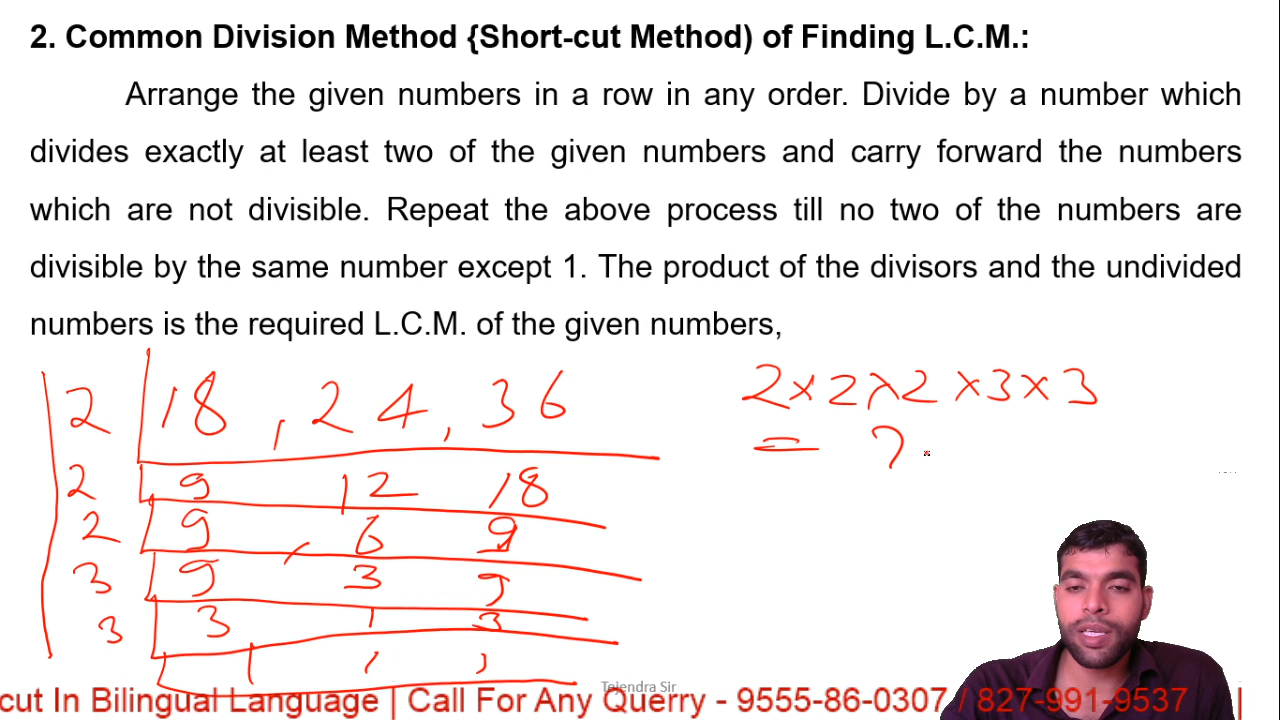 2. Common Division Method {Short-cut Method) of Finding L.C.M.:
Arrange the given numbers in a row in any order. Divide by a number which
divides exactly at least two of the given numbers and carry forward the numbers
which are not divisible. Repeat the above process till no two of the numbers are
divisible by the same number except 1. The product of the divisors and the undivided
numbers is the required L.C.M. of the given numbers,
2 18 , 24 , 36
2 9 12 18
2 9 6 9
3 9 3 9
3 3 1 3
1 1 1
2×2×2×3×3
= 7
Tejendra Sir
cut In Bilingual Language | Call For Any Querry - 9555-86-0307 / 827-991-9537 |